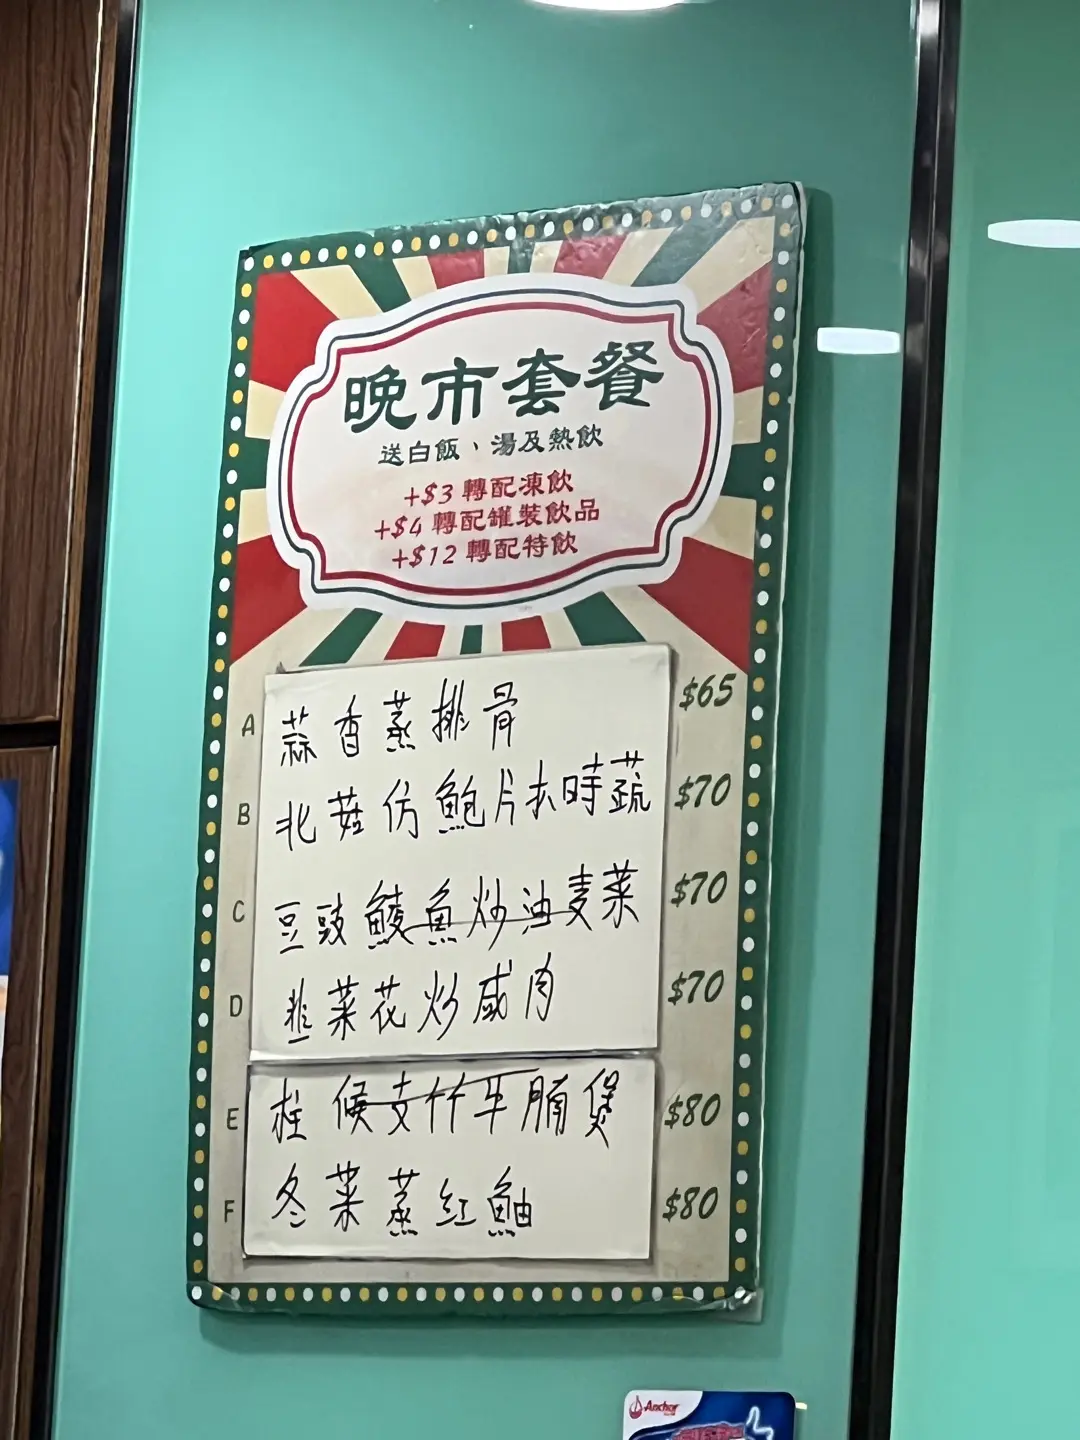 晚市套餐
送白飯、湯及熱飲
+$3 轉配凍飲
+$4 轉配罐裝飲品
+$12 轉配特飲
A 蒜香蒸排骨 $65
B 北菇仿鮑片扒時蔬 $70
C 豆豉鯪魚炒油麦菜 $70
D 韭菜花炒咸肉 $70
E 柱候支竹牛腩煲 $80
F 冬菜蒸紅鮋 $80
Anchor